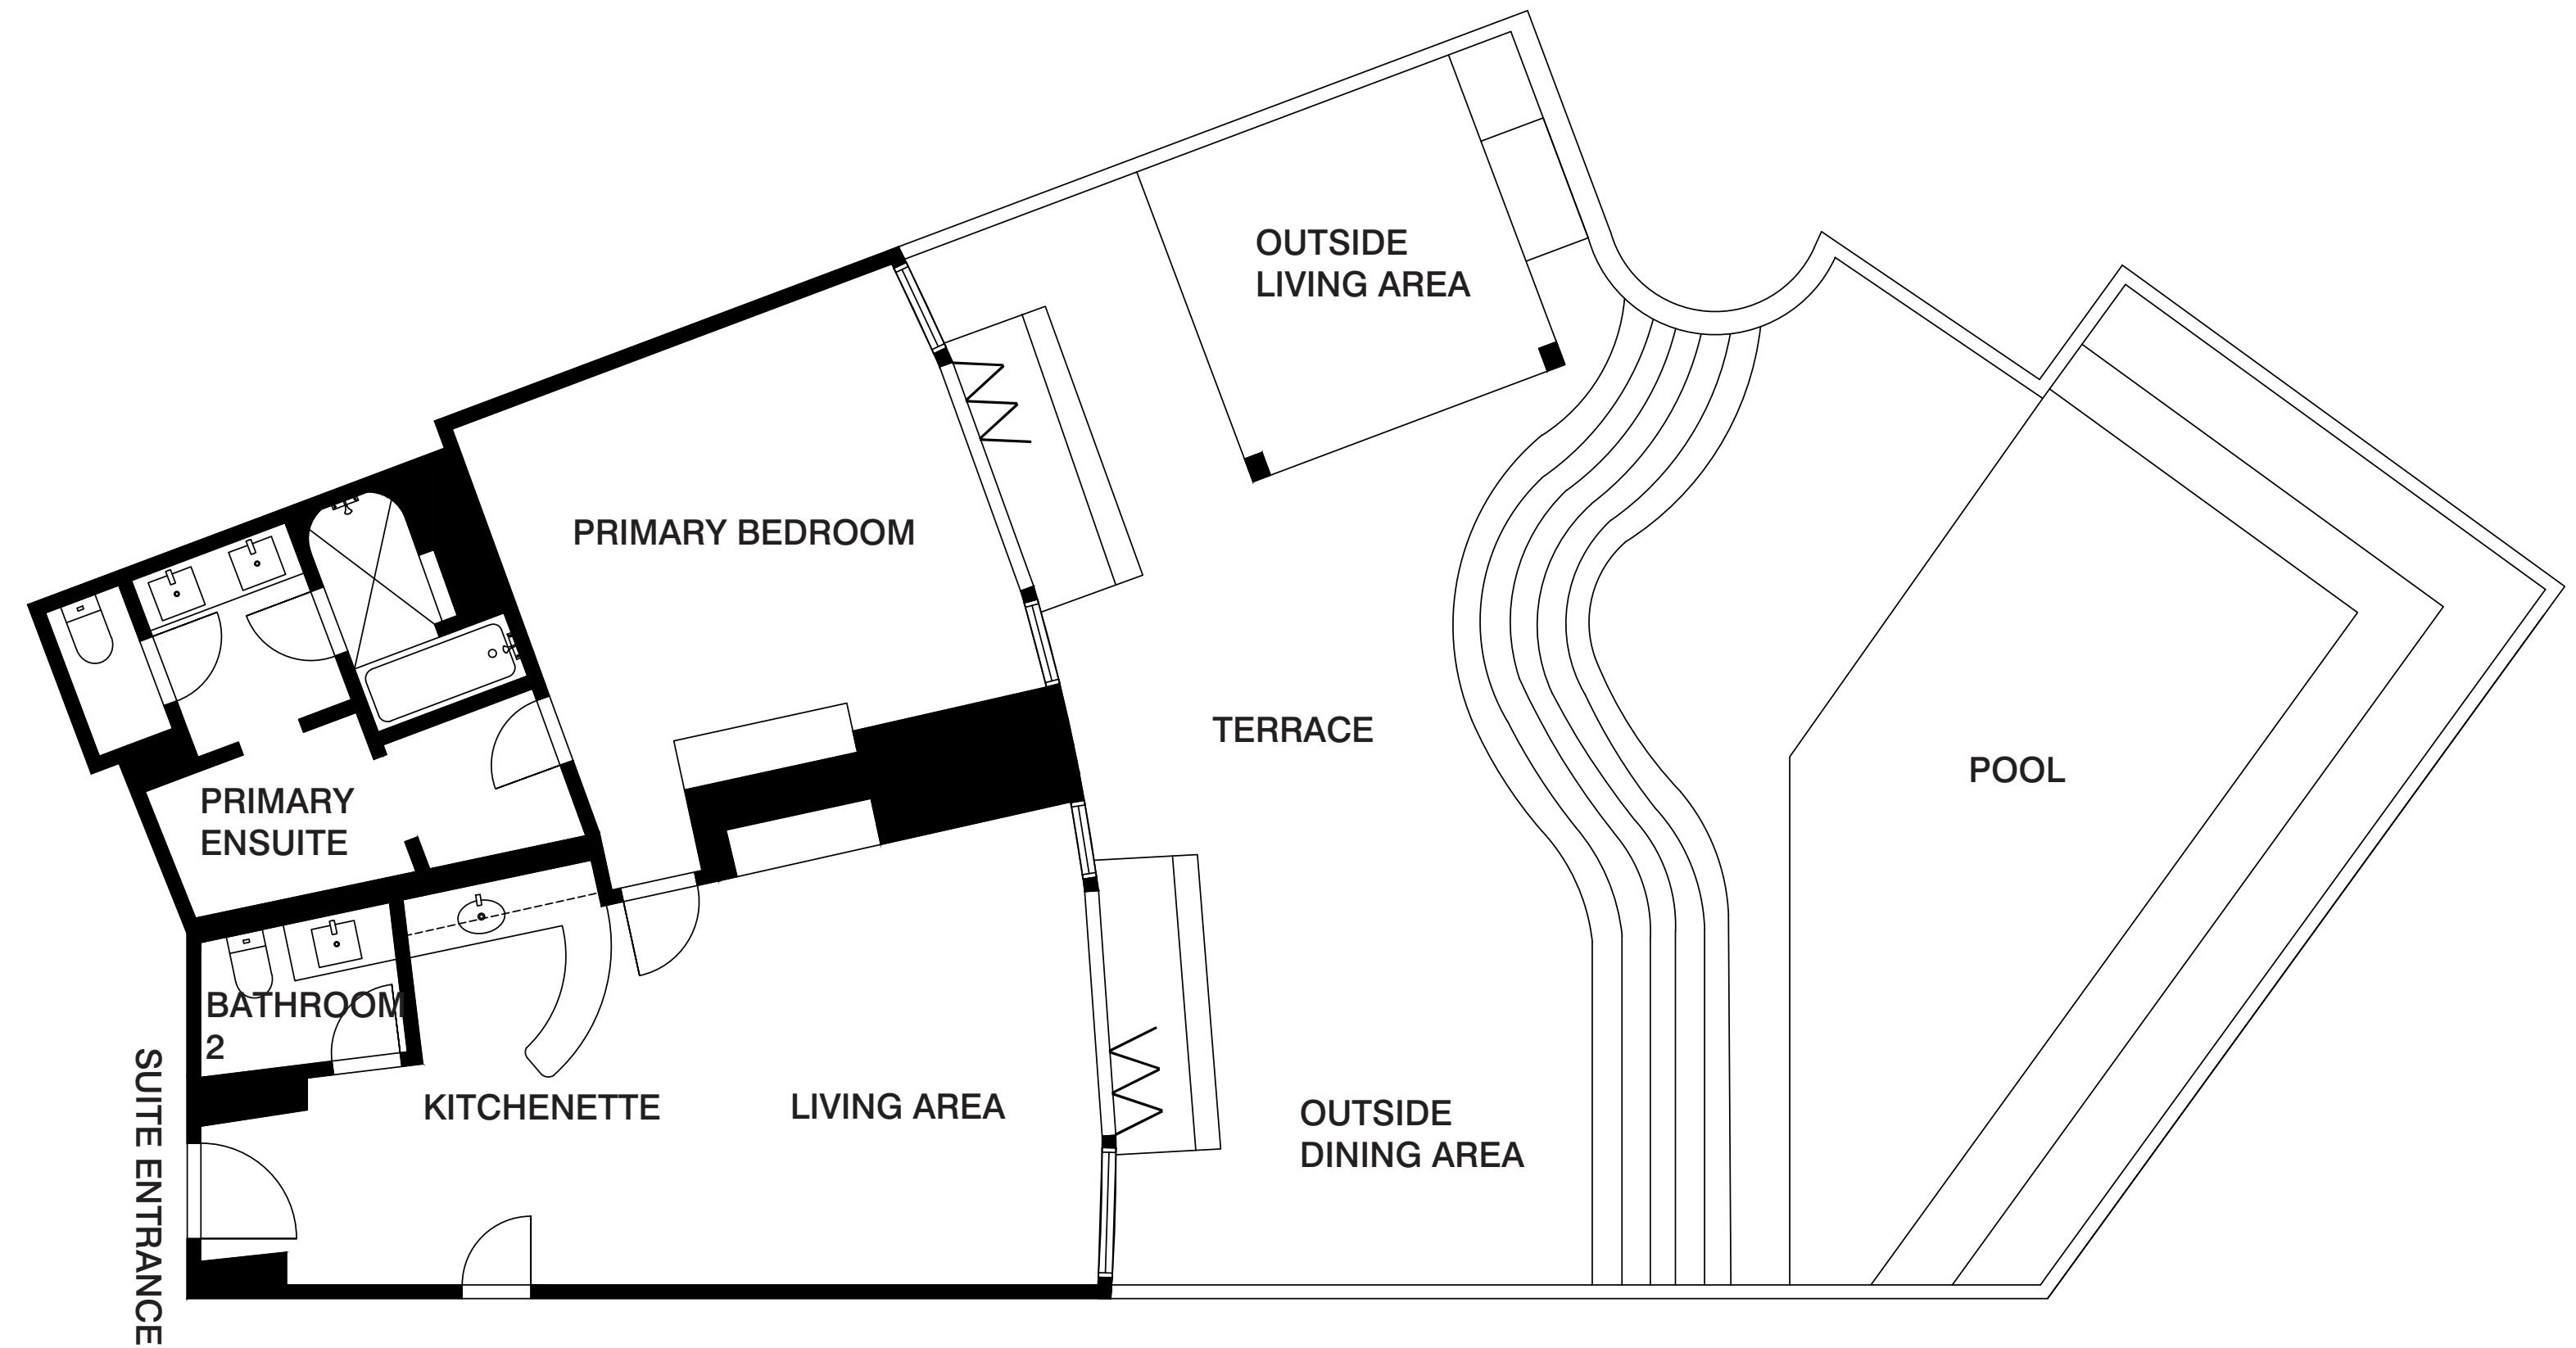 OUTSIDE
LIVING AREA
PRIMARY BEDROOM
TERRACE
POOL
PRIMARY
ENSUITE
BATHROOM
2
SUITE ENTRANCE
KITCHENETTE
LIVING AREA
OUTSIDE
DINING AREA